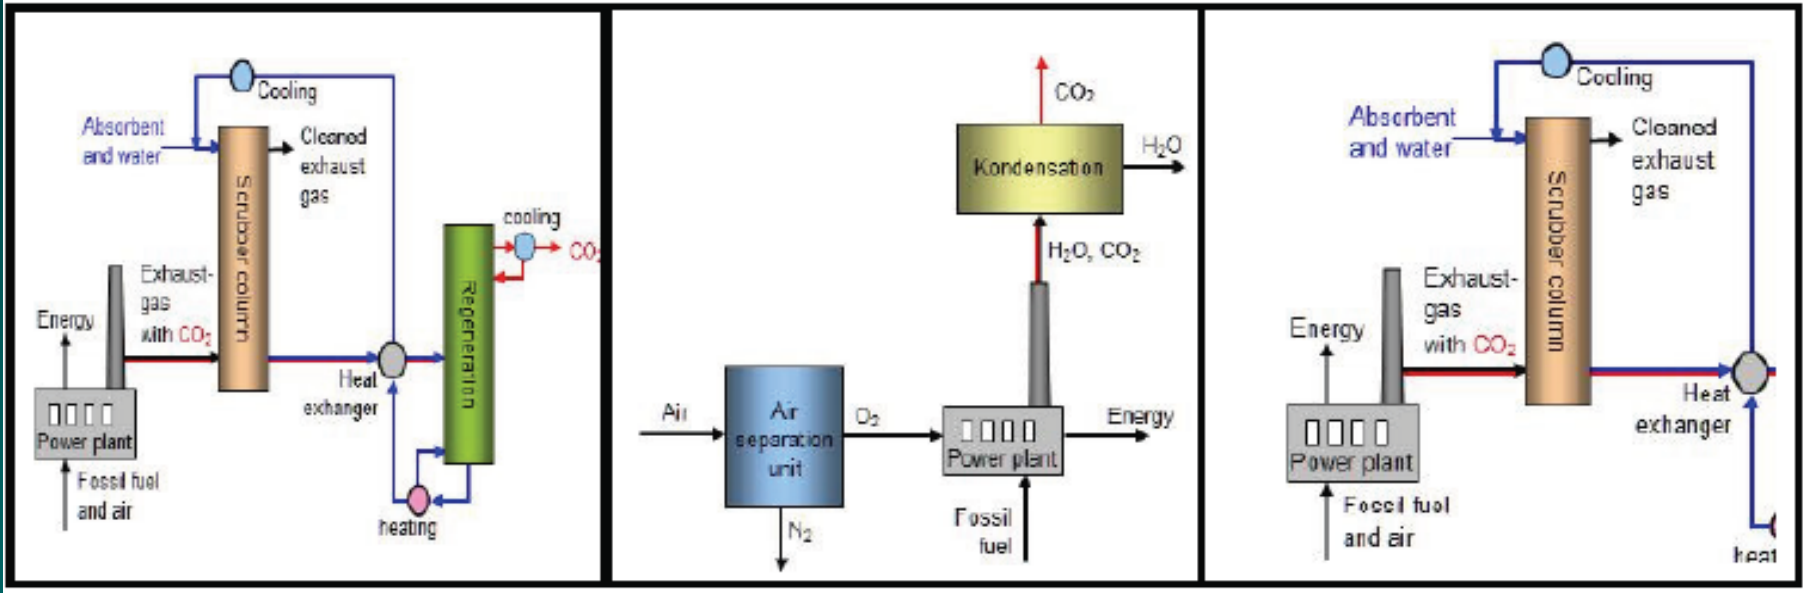 Cooling
Absorbent
and water
Cleaned
exhaust
gas
Scrubber column
cooling
CO2
Exhaust-
gas
with CO2
Energy
Regeneration
Heat
exhanger
Power plant
Fossil fuel
and air
heating
CO2
Kondensation
H2O
H2O, CO2
Air
Air
separation
unit
O2
Energy
Power plant
N2
Fossil
fuel
Cooling
Absorbent
and water
Cleaned
exhaust
gas
Scrubber column
Exhaust-
gas
with CO2
Energy
Heat
exhanger
Power plant
Fossil fuel
and air
heat